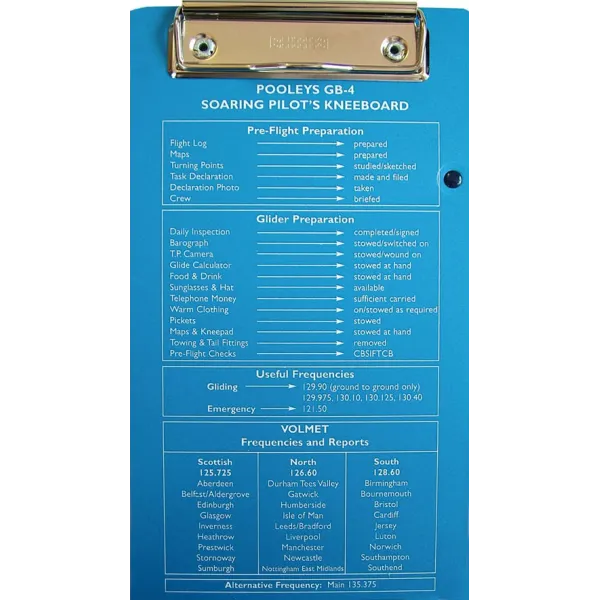 POOLEYS GB-4
SOARING PILOT'S KNEEBOARD
Pre-Flight Preparation
Flight Log prepared
Maps prepared
Turning Points studied/sketched
Task Declaration made and filed
Declaration Photo taken
Crew briefed
Glider Preparation
Daily Inspection completed/signed
Barograph stowed/switched on
T.P. Camera stowed/wound on
Glide Calculator stowed at hand
Food & Drink stowed at hand
Sunglasses & Hat available
Telephone Money sufficient carried
Warm Clothing on/stowed as required
Pickets stowed
Maps & Kneepad stowed at hand
Towing & Tail Fittings removed
Pre-Flight Checks CBSIFTCB
Useful Frequencies
Gliding 129.90 (ground to ground only)
129.975, 130.10, 130.125, 130.40
Emergency 121.50
VOLMET
Frequencies and Reports
Scottish North South
125.725 126.60 128.60
Aberdeen Durham Tees Valley Birmingham
Belfast/Aldergrove Gatwick Bournemouth
Edinburgh Humberside Bristol
Glasgow Isle of Man Cardiff
Inverness Leeds/Bradford Jersey
Heathrow Liverpool Luton
Prestwick Manchester Norwich
Stornoway Newcastle Southampton
Sumburgh Nottingham East Midlands Southend
Alternative Frequency: Main 135.375